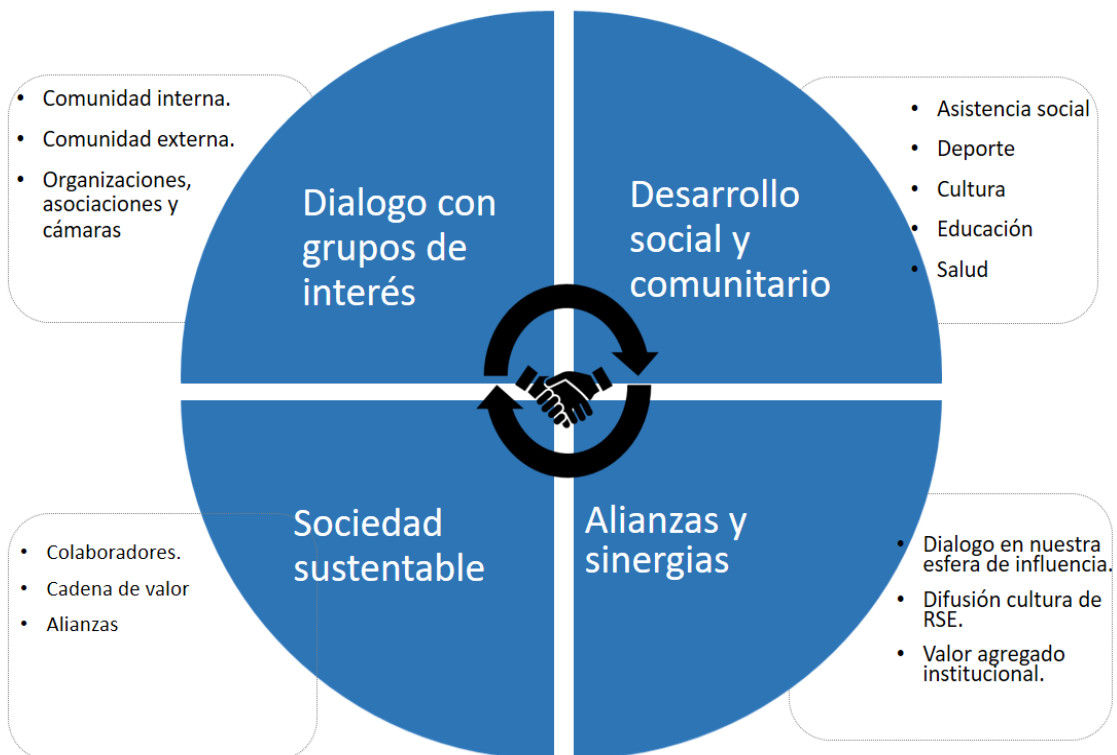 • Comunidad interna.
• Comunidad externa.
• Organizaciones,
asociaciones y
cámaras
Dialogo con
grupos de
interés
Desarrollo
social y
comunitario
• Asistencia social
• Deporte
• Cultura
• Educación
• Salud
• Colaboradores.
• Cadena de valor
• Alianzas
Sociedad
sustentable
Alianzas y
sinergias
• Dialogo en nuestra
esfera de influencia.
• Difusión cultura de
RSE.
• Valor agregado
institucional.